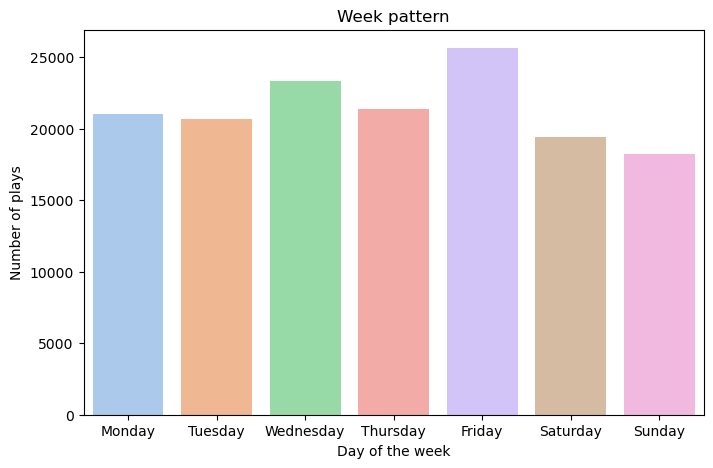 Week pattern
Number of plays
25000
20000
15000
10000
5000
0
Monday Tuesday Wednesday Thursday Friday Saturday Sunday
Day of the week